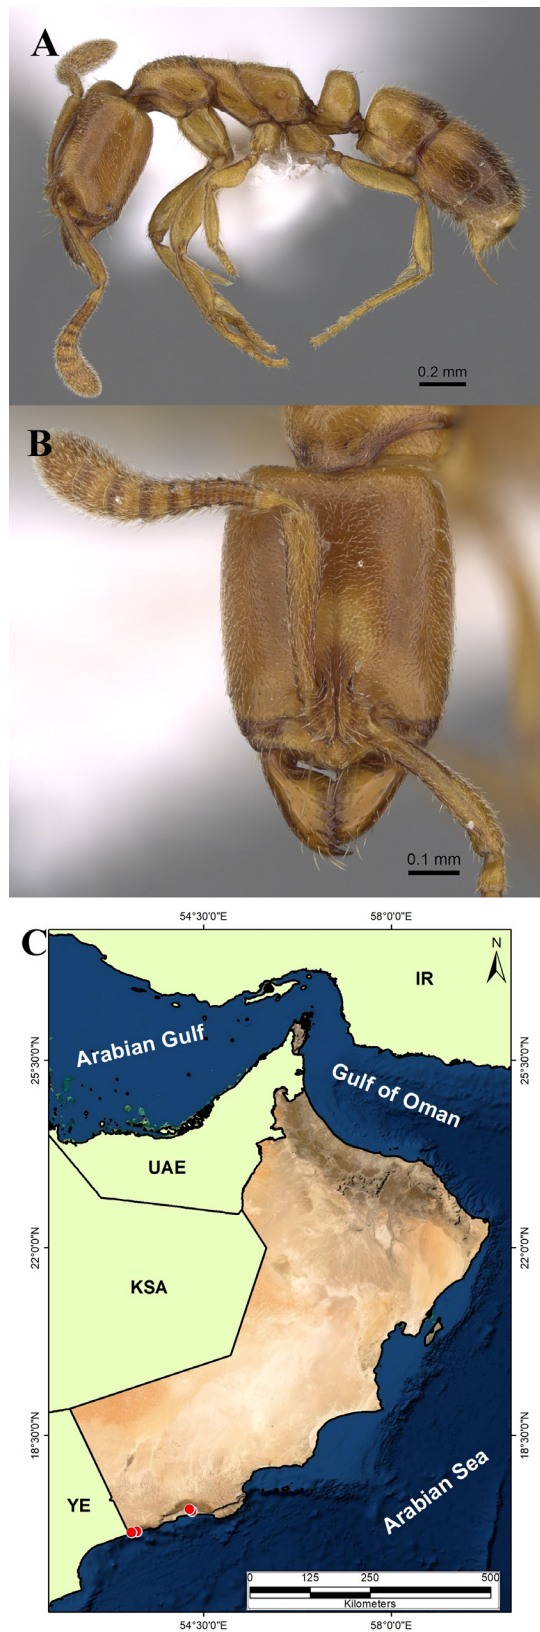 A
0.2 mm
B
0.1 mm
C
54°30'0"E
58°0'0"E
N
IR
Arabian Gulf
Gulf of Oman
25°30'0"N
25°30'0"N
UAE
22°0'0"N
22°0'0"N
KSA
18°30'0"N
18°30'0"N
YE
Arabian Sea
0 125 250 500
Kilometers
54°30'0"E
58°0'0"E